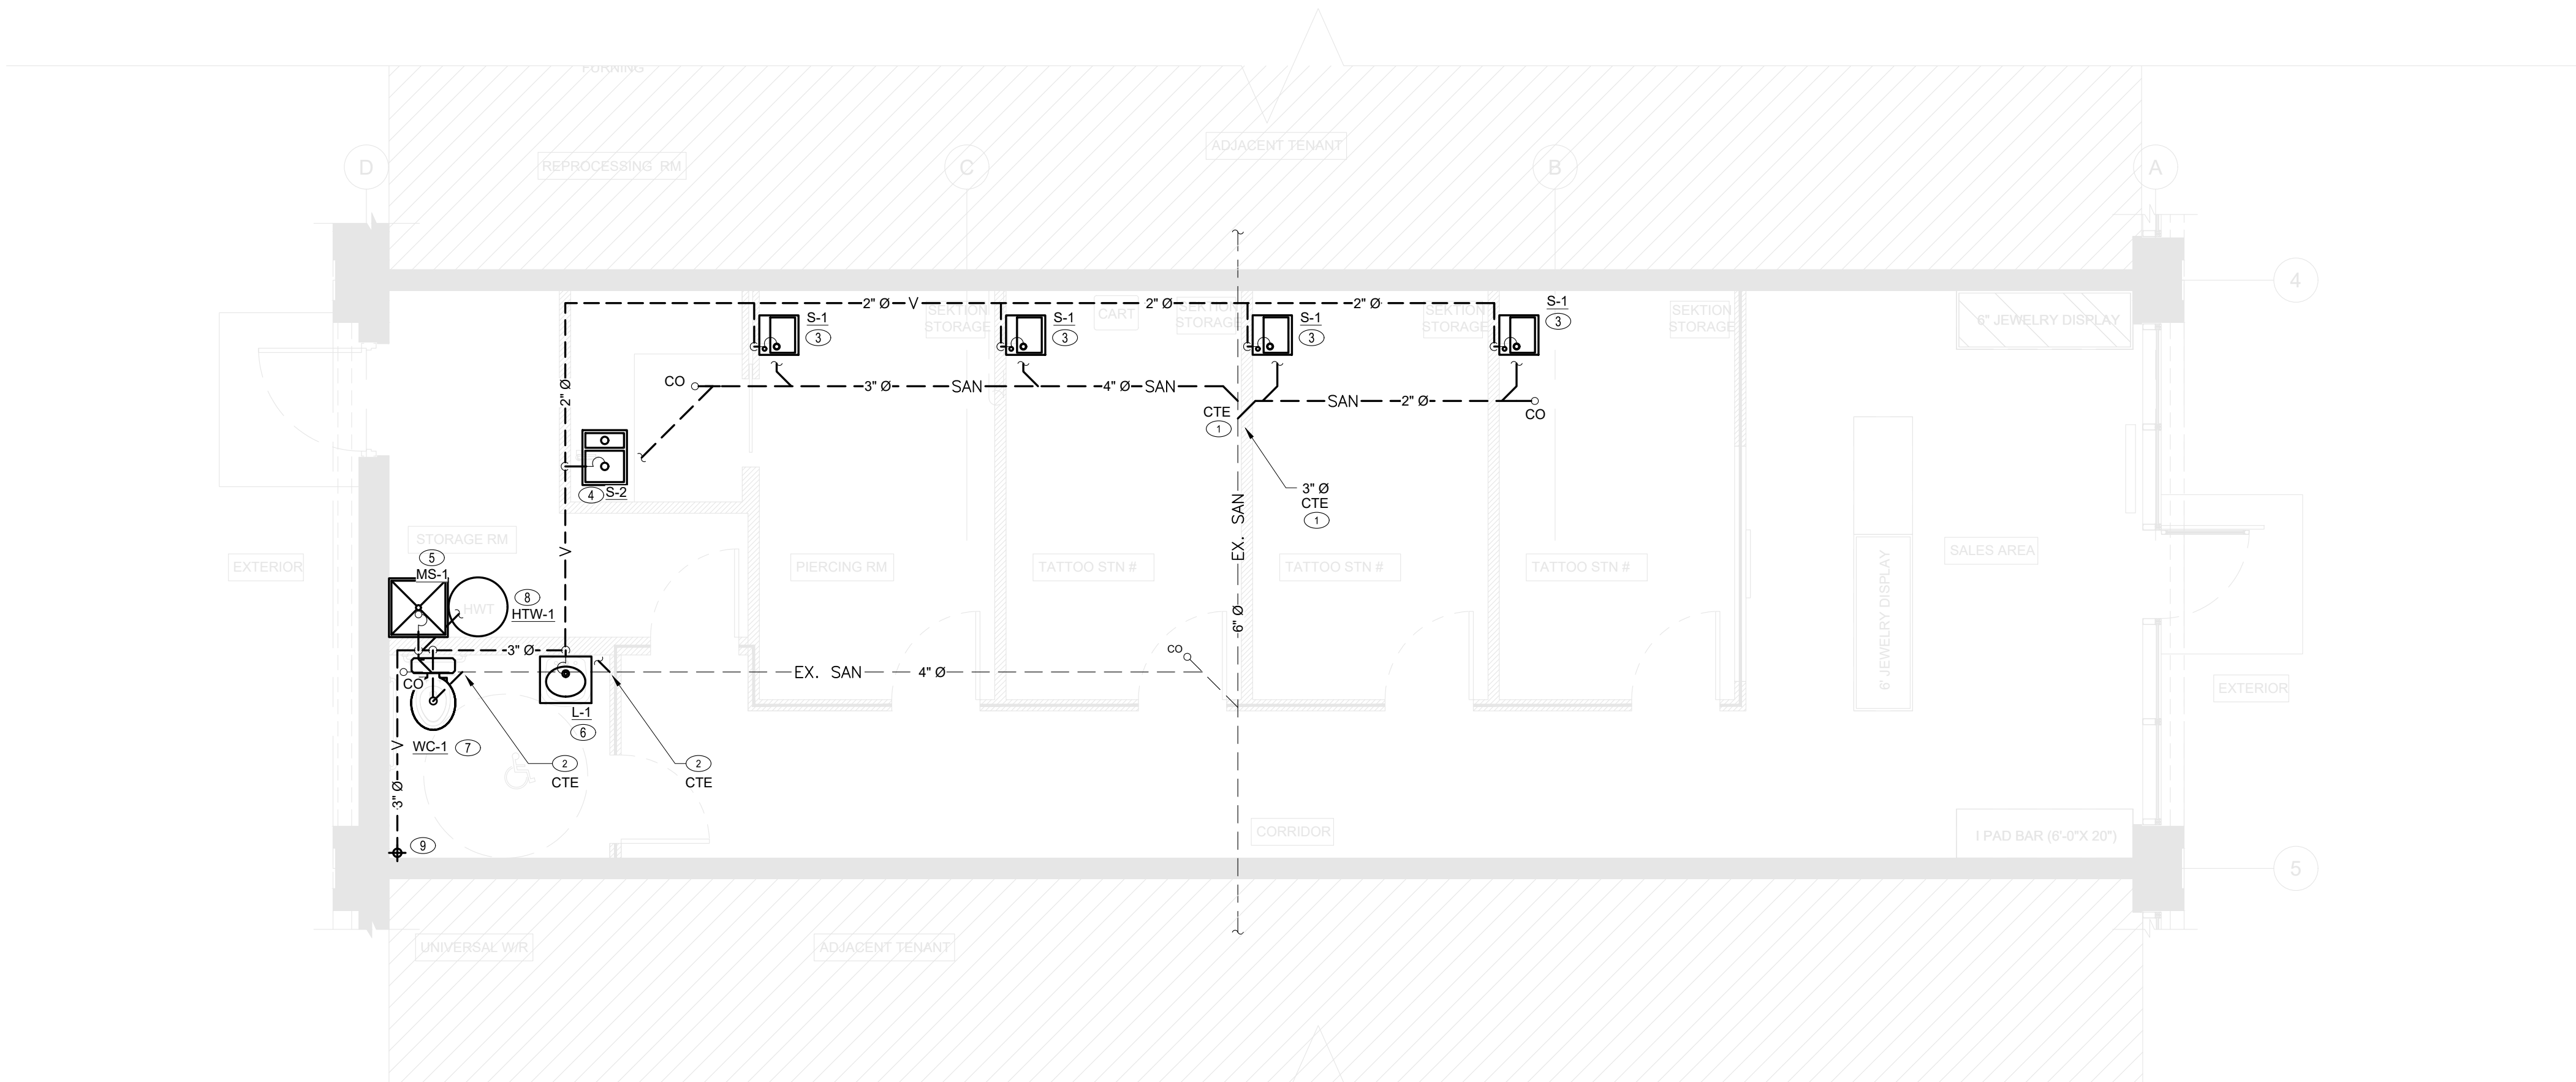 FURNING
ADJACENT TENANT
REPROCESSING RM
D
C
B
A
4
2" Ø
V
2" Ø
2" Ø
S-1
3
S-1
3
S-1
3
S-1
3
SEKTION
STORAGE
CART
SEKTION
STORAGE
SEKTION
STORAGE
SEKTION
STORAGE
6" JEWELRY DISPLAY
CO
3" Ø
SAN
4" Ø
SAN
2" Ø
CTE
1
SAN
2" Ø
CO
4
S-2
3" Ø
CTE
1
EX. SAN
STORAGE RM
5
MS-1
V
EXTERIOR
PIERCING RM
TATTOO STN #
TATTOO STN #
TATTOO STN #
SALES AREA
6' JEWELRY DISPLAY
HWT
8
HTW-1
6" Ø
3" Ø
CO
EX. SAN
4" Ø
CO
EXTERIOR
L-1
6
WC-1
7
V
2
CTE
2
CTE
3" Ø
9
CORRIDOR
I PAD BAR (6'-0"X 20")
5
UNIVERSAL W/R
ADJACENT TENANT